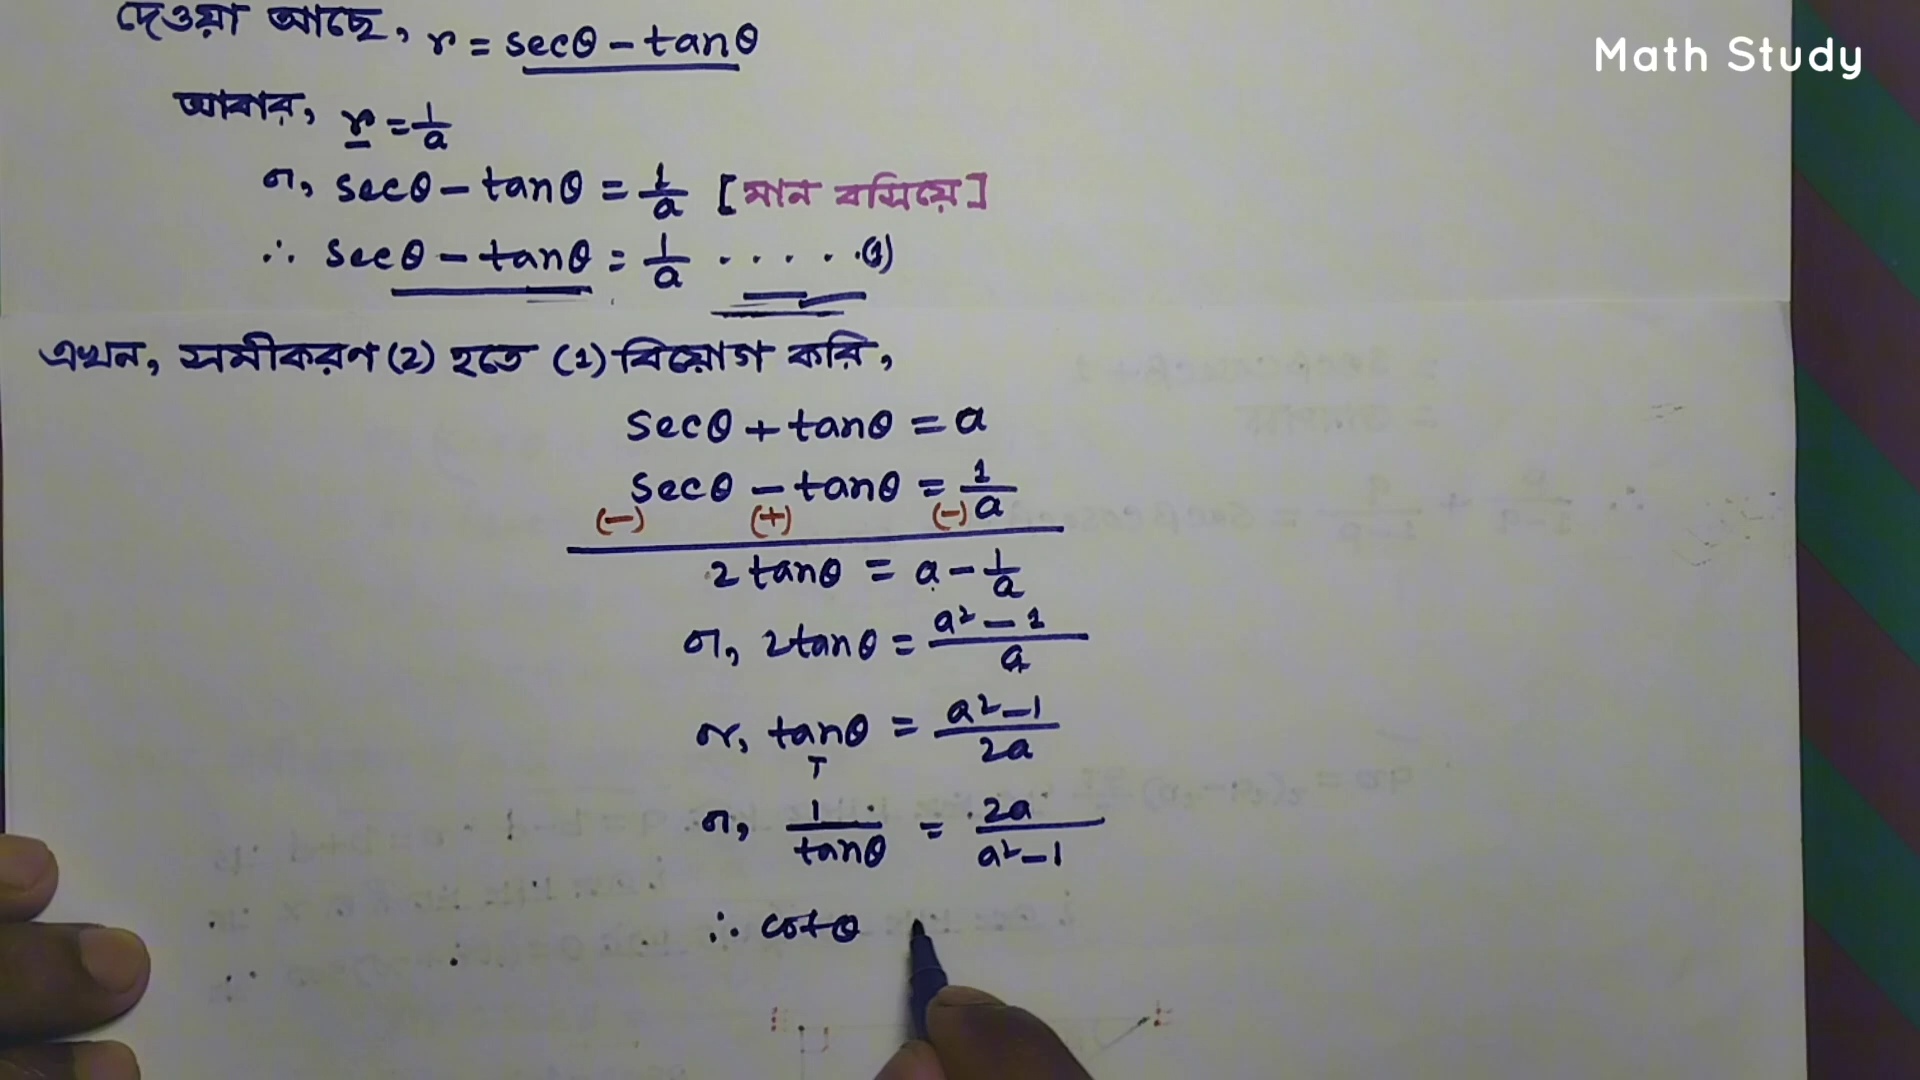 দেওয়া আছে, r = secθ − tanθ
Math Study
আবার, r = 1/a
বা, secθ − tanθ = 1/a [মান বসিয়ে]
∴ secθ − tanθ = 1/a . . . . . .(1)
এখন, সমীকরণ (2) হতে (1) বিয়োগ করি,
secθ + tanθ = a
secθ − tanθ = 1/a
(−) (+) (−)
2 tanθ = a − 1/a
বা, 2tanθ = a² − 1 / a
বা, tanθ = a² − 1 / 2a
বা, 1/tanθ = 2a / a² − 1
∴ cotθ